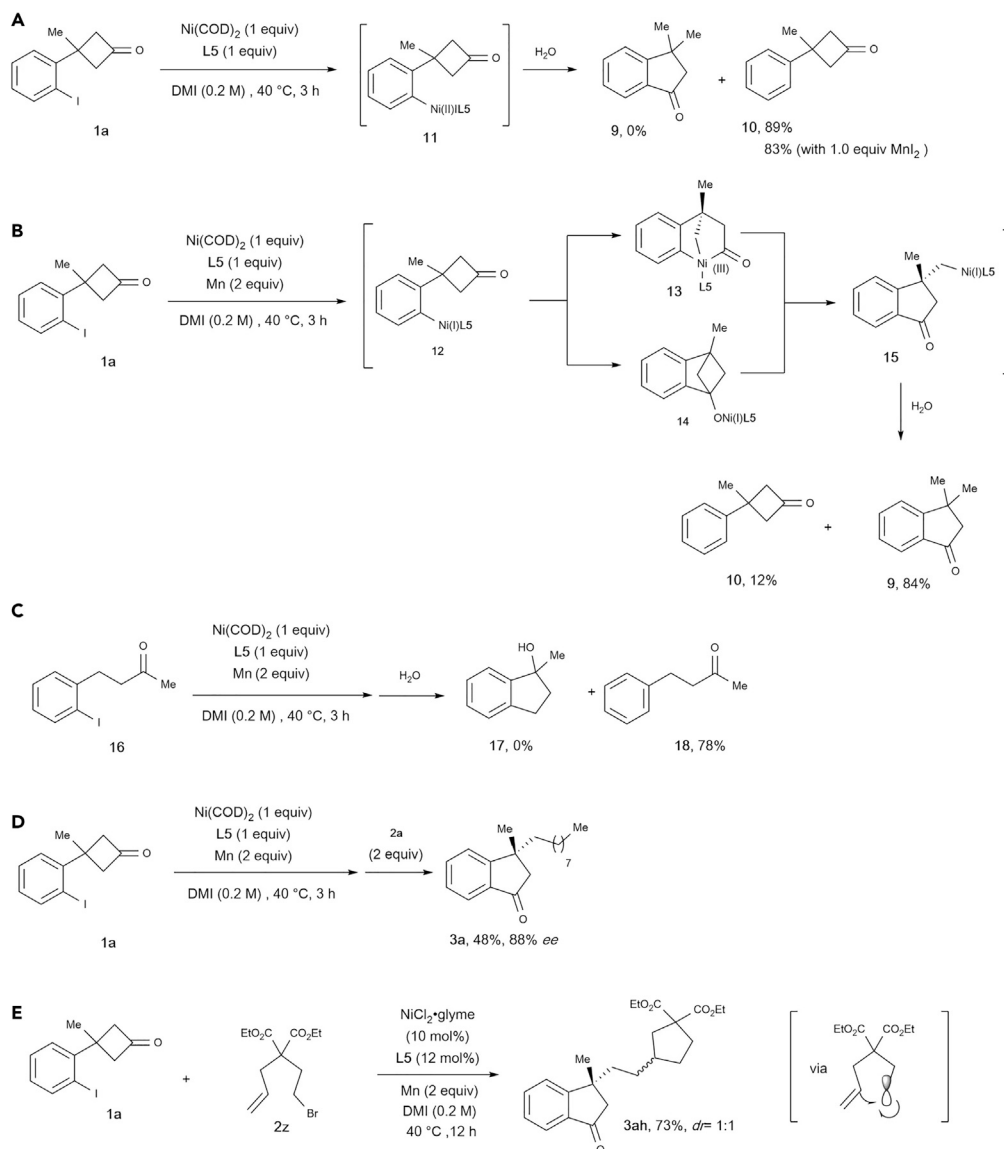 A
Me
O
I
1a
Ni(COD)2 (1 equiv)
L5 (1 equiv)
DMI (0.2 M) , 40 °C, 3 h
Me
O
Ni(II)IL5
11
H2O
Me
Me
O
9, 0%
+
Me
O
10, 89%
83% (with 1.0 equiv MnI2 )
B
Me
O
I
1a
Ni(COD)2 (1 equiv)
L5 (1 equiv)
Mn (2 equiv)
DMI (0.2 M) , 40 °C, 3 h
Me
O
Ni(I)L5
12
Me
Ni
(III)
O
L5
13
Me
ONi(I)L5
14
Me
Ni(I)L5
O
15
H2O
Me
O
10, 12%
+
Me
Me
O
9, 84%
C
O
Me
I
16
Ni(COD)2 (1 equiv)
L5 (1 equiv)
Mn (2 equiv)
DMI (0.2 M) , 40 °C, 3 h
H2O
HO
Me
17, 0%
+
O
Me
18, 78%
D
Me
O
I
1a
Ni(COD)2 (1 equiv)
L5 (1 equiv)
Mn (2 equiv)
DMI (0.2 M) , 40 °C, 3 h
2a
(2 equiv)
Me
Me
7
O
3a, 48%, 88% ee
E
Me
O
I
1a
+
O
O
EtO
OEt
Br
2z
NiCl2•glyme
(10 mol%)
L5 (12 mol%)
Mn (2 equiv)
DMI (0.2 M)
40 °C ,12 h
EtO
O
O
OEt
Me
O
3ah, 73%, dr= 1:1
via
O
O
EtO
OEt